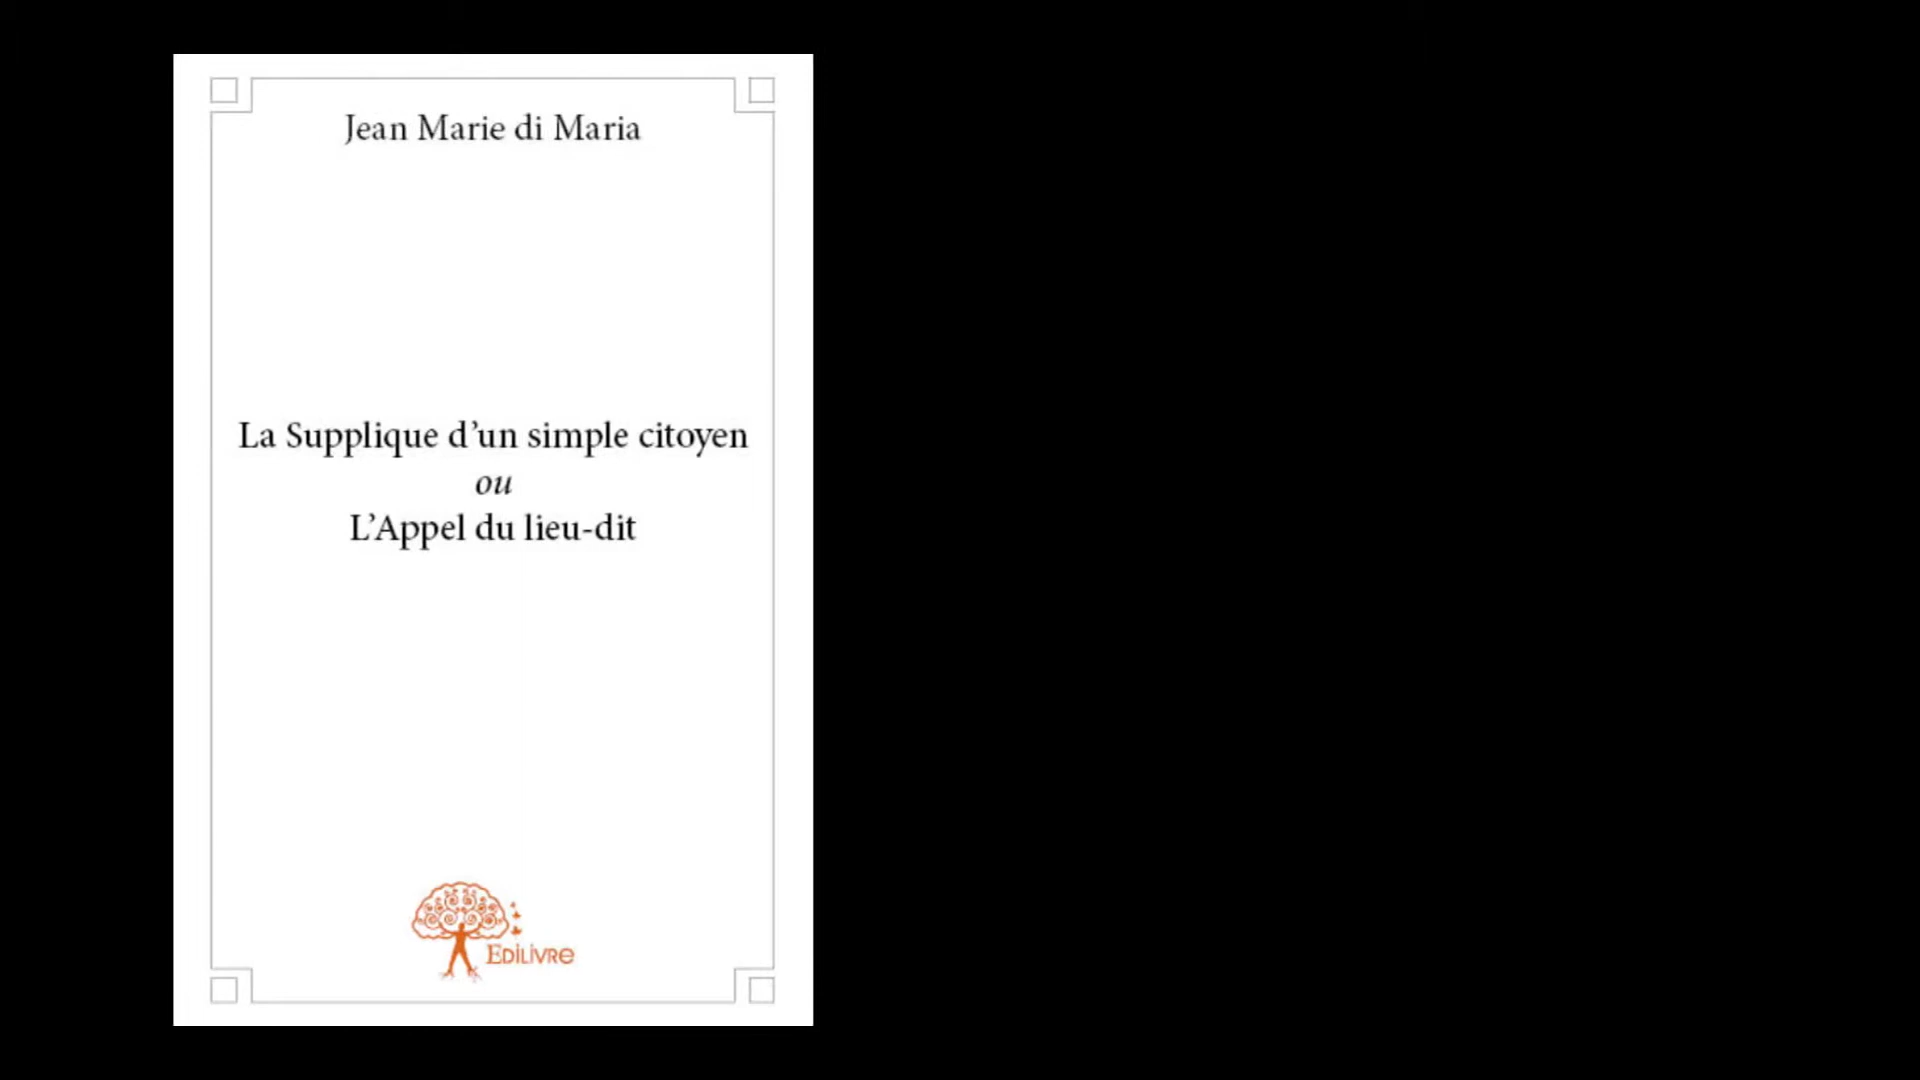 Jean Marie di Maria
La Supplique d’un simple citoyen
ou
L’Appel du lieu-dit
EDiLivre